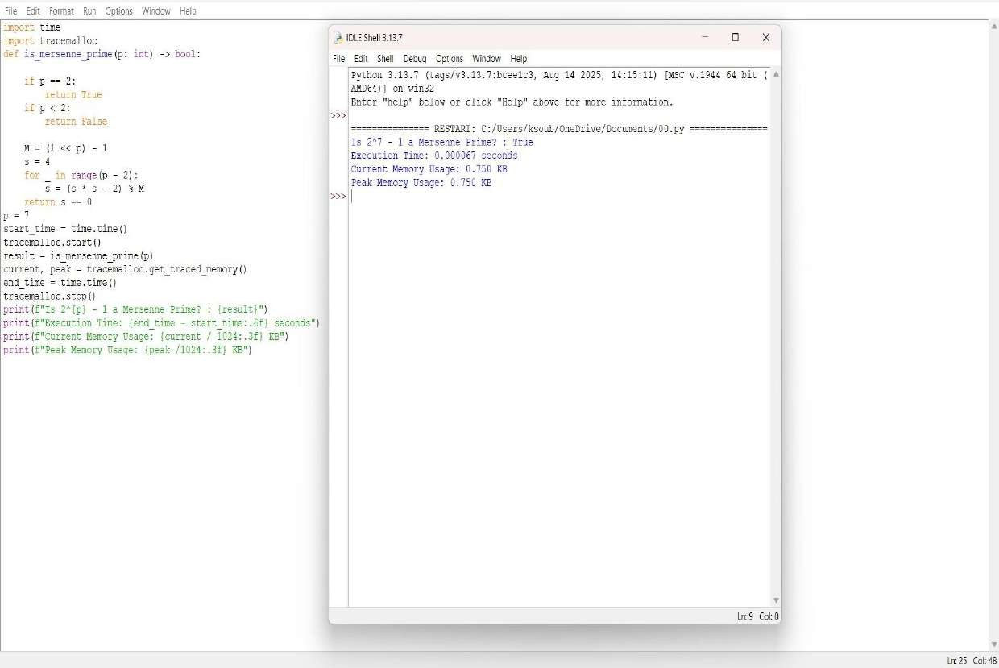 File Edit Format Run Options Window Help
import time
import tracemalloc
def is_mersenne_prime(p: int) -> bool:
if p == 2:
return True
if p < 2:
return False
M = (1 << p) - 1
s = 4
for _ in range(p - 2):
s = (s * s - 2) % M
return s == 0
p = 7
start_time = time.time()
tracemalloc.start()
result = is_mersenne_prime(p)
current, peak = tracemalloc.get_traced_memory()
end_time = time.time()
tracemalloc.stop()
print(f"Is 2^{p} - 1 a Mersenne Prime? : {result}")
print(f"Execution Time: {end_time - start_time:.6f} seconds")
print(f"Current Memory Usage: {current / 1024:.3f} KB")
print(f"Peak Memory Usage: {peak /1024:.3f} KB")
IDLE Shell 3.13.7
File Edit Shell Debug Options Window Help
Python 3.13.7 (tags/v3.13.7:bcee1c3, Aug 14 2025, 14:15:11) [MSC v.1944 64 bit (
AMD64)] on win32
Enter "help" below or click "Help" above for more information.
>>>
=============== RESTART: C:/Users/ksoub/OneDrive/Documents/00.py ===============
Is 2^7 - 1 a Mersenne Prime? : True
Execution Time: 0.000067 seconds
Current Memory Usage: 0.750 KB
Peak Memory Usage: 0.750 KB
>>>
Ln: 9 Col: 0
Ln: 25 Col: 48